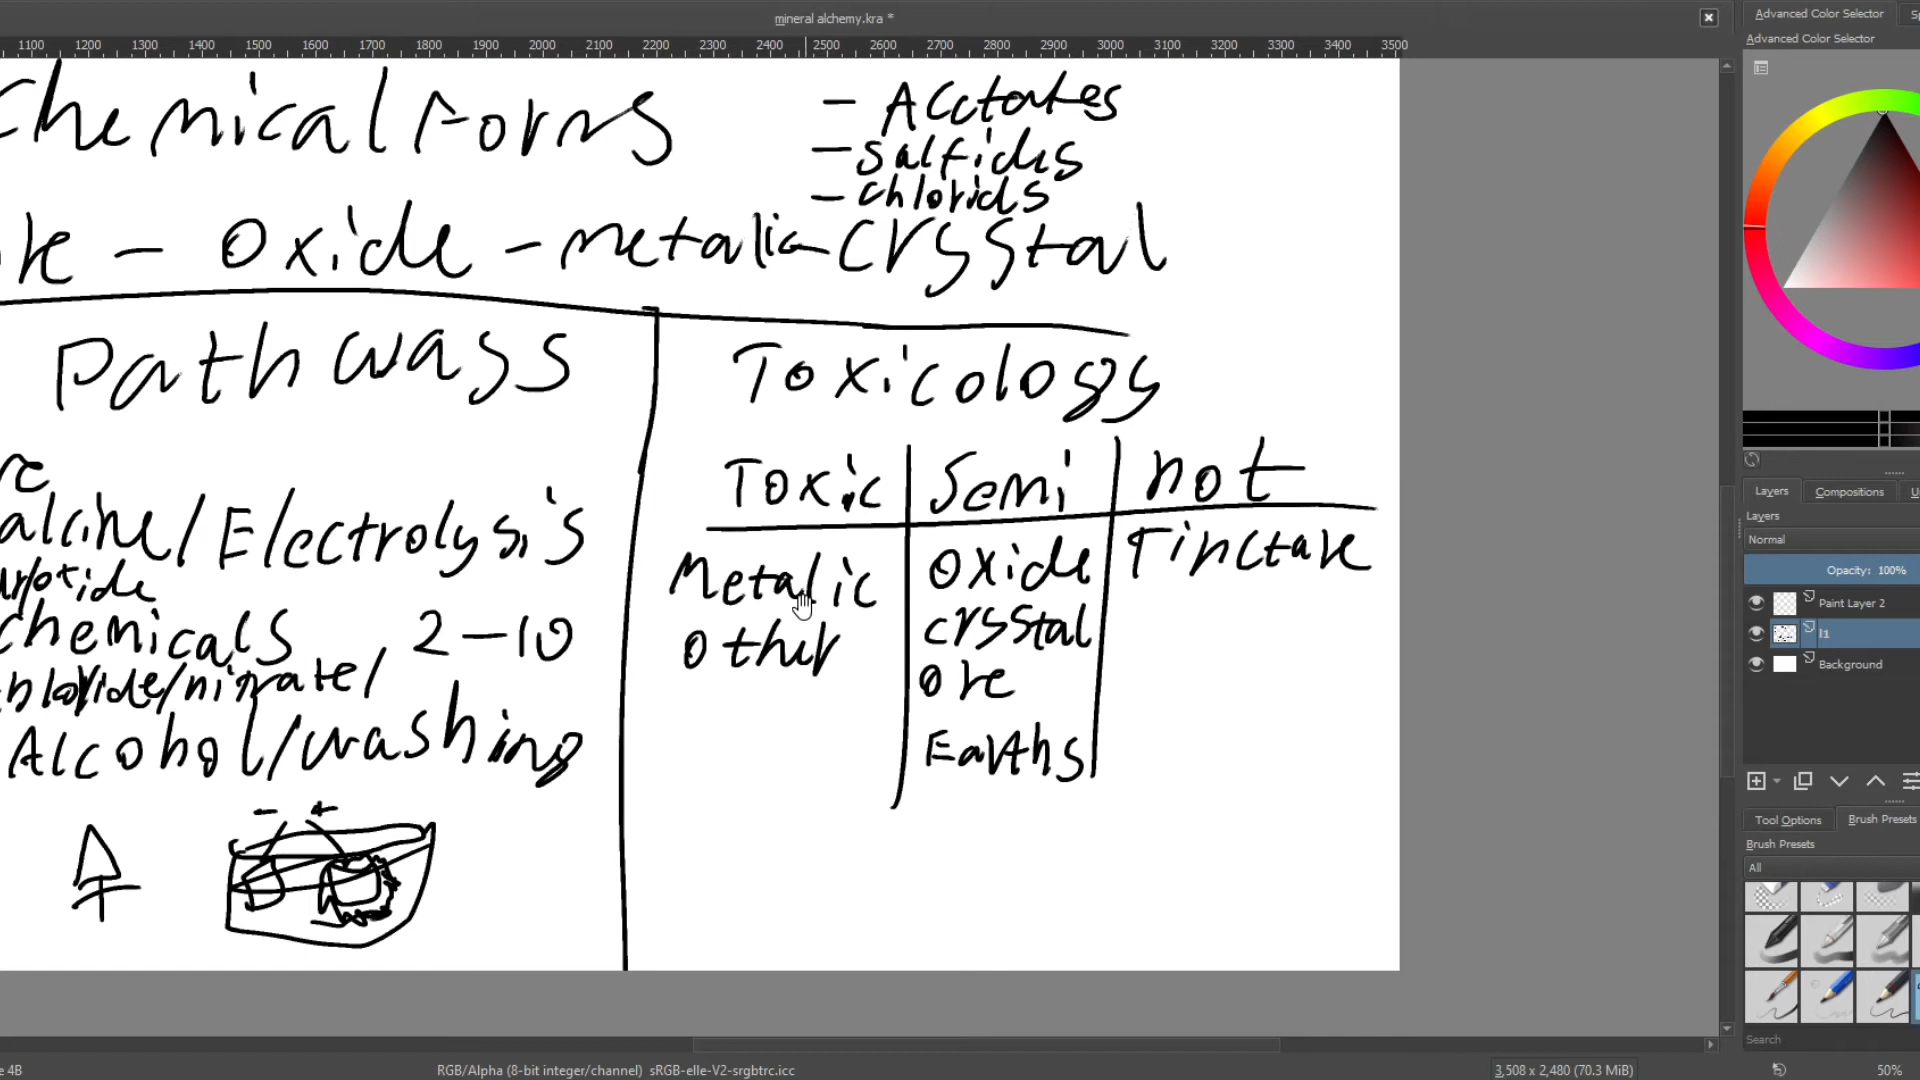 mineral alchemy.kra *
Advanced Color Selector
Advanced Color Selector
1100 1200 1300 1400 1500 1600 1700 1800 1900 2000 2100 2200 2300 2400 2500 2600 2700 2800 2900 3000 3100 3200 3300 3400 3500
Chemical Forms
- Acctates
- Salfides
- chlorids
- Oxide - metalic - Crysstal
Pathways
Toxicology
Toxic Semi not
Metalic Oxide Tinctare
other crysstal
Ore
Earths
alcine/Electrolysis
chemicals 2-10
/nitrate/
Alcohol/washing
- +
Layers Compositions
Layers
Normal
Opacity: 100%
Paint Layer 2
l1
Background
Tool Options Brush Presets
Brush Presets
All
Search
RGB/Alpha (8-bit integer/channel) sRGB-elle-V2-srgbtrc.icc
3,508 x 2,480 (70.3 MiB)
50%